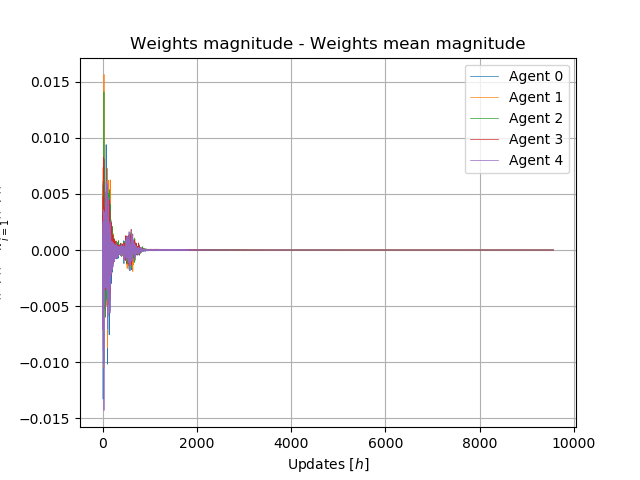 Weights magnitude - Weights mean magnitude
0.015
0.010
0.005
0.000
−0.005
−0.010
−0.015
0
2000
4000
6000
8000
10000
Updates [h]
Agent 0
Agent 1
Agent 2
Agent 3
Agent 4